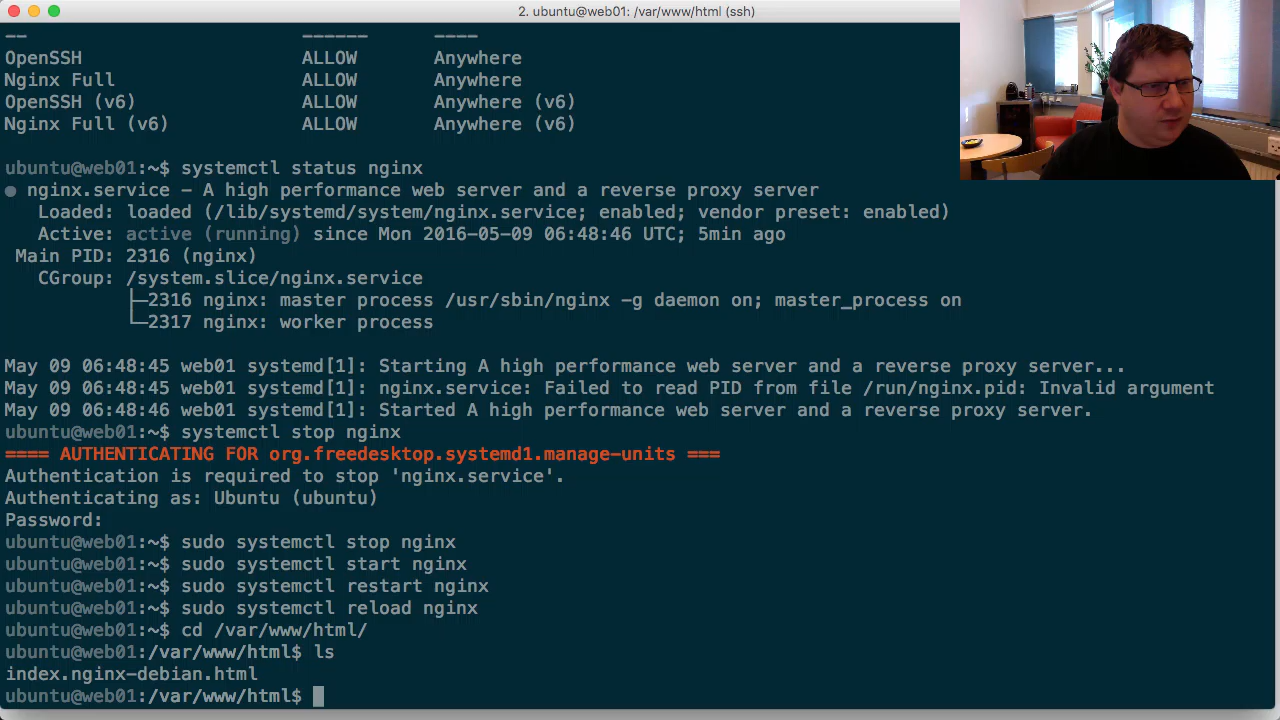 2. ubuntu@web01: /var/www/html (ssh)
-- ------ ----
OpenSSH ALLOW Anywhere
Nginx Full ALLOW Anywhere
OpenSSH (v6) ALLOW Anywhere (v6)
Nginx Full (v6) ALLOW Anywhere (v6)
ubuntu@web01:~$ systemctl status nginx
● nginx.service - A high performance web server and a reverse proxy server
Loaded: loaded (/lib/systemd/system/nginx.service; enabled; vendor preset: enabled)
Active: active (running) since Mon 2016-05-09 06:48:46 UTC; 5min ago
Main PID: 2316 (nginx)
CGroup: /system.slice/nginx.service
├─2316 nginx: master process /usr/sbin/nginx -g daemon on; master_process on
└─2317 nginx: worker process
May 09 06:48:45 web01 systemd[1]: Starting A high performance web server and a reverse proxy server...
May 09 06:48:45 web01 systemd[1]: nginx.service: Failed to read PID from file /run/nginx.pid: Invalid argument
May 09 06:48:46 web01 systemd[1]: Started A high performance web server and a reverse proxy server.
ubuntu@web01:~$ systemctl stop nginx
==== AUTHENTICATING FOR org.freedesktop.systemd1.manage-units ===
Authentication is required to stop 'nginx.service'.
Authenticating as: Ubuntu (ubuntu)
Password:
ubuntu@web01:~$ sudo systemctl stop nginx
ubuntu@web01:~$ sudo systemctl start nginx
ubuntu@web01:~$ sudo systemctl restart nginx
ubuntu@web01:~$ sudo systemctl reload nginx
ubuntu@web01:~$ cd /var/www/html/
ubuntu@web01:/var/www/html$ ls
index.nginx-debian.html
ubuntu@web01:/var/www/html$